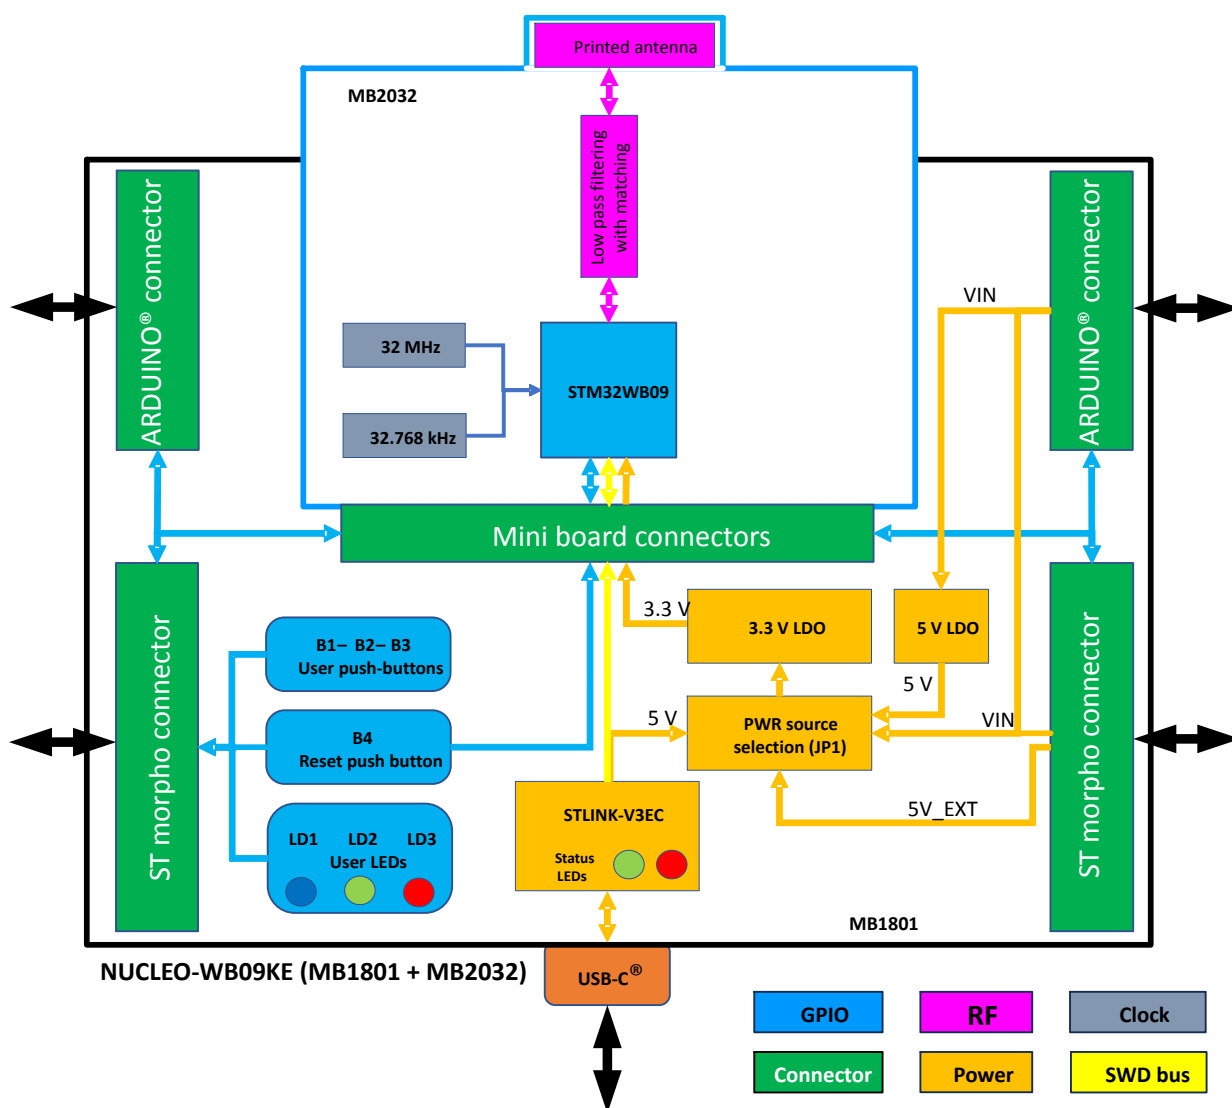 Printed antenna
MB2032
Low pass filtering
with matching
ARDUINO® connector
ARDUINO® connector
VIN
32 MHz
STM32WB09
32.768 kHz
Mini board connectors
3.3 V
3.3 V LDO
5 V LDO
B1– B2– B3
User push-buttons
5 V
5 V
PWR source
selection (JP1)
VIN
B4
Reset push button
ST morpho connector
ST morpho connector
5V_EXT
STLINK-V3EC
Status
LEDs
LD1 LD2 LD3
User LEDs
MB1801
NUCLEO-WB09KE (MB1801 + MB2032)
USB-C®
GPIO
RF
Clock
Connector
Power
SWD bus